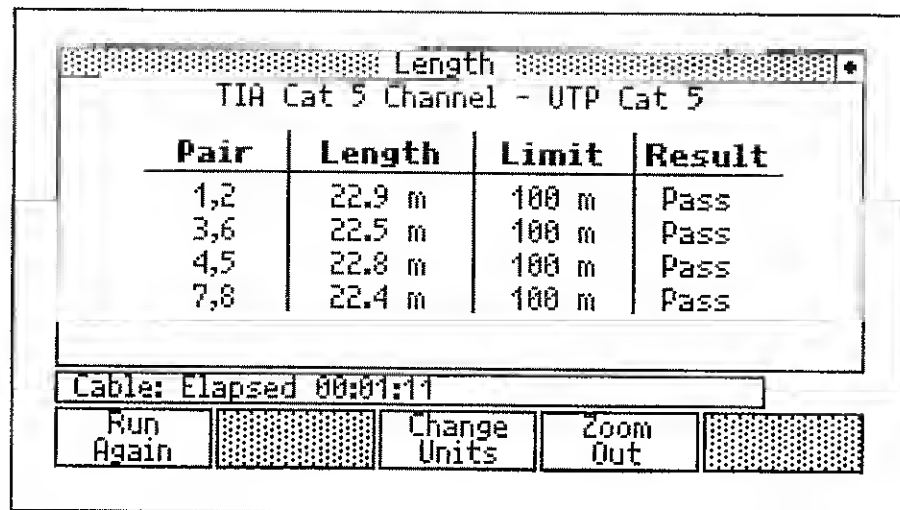 Length
TIA Cat 5 Channel - UTP Cat 5
Pair Length Limit Result
1,2 22.9 m 100 m Pass
3,6 22.5 m 100 m Pass
4,5 22.8 m 100 m Pass
7,8 22.4 m 100 m Pass
Cable: Elapsed 00:01:11
Run Again
Change Units
Zoom Out